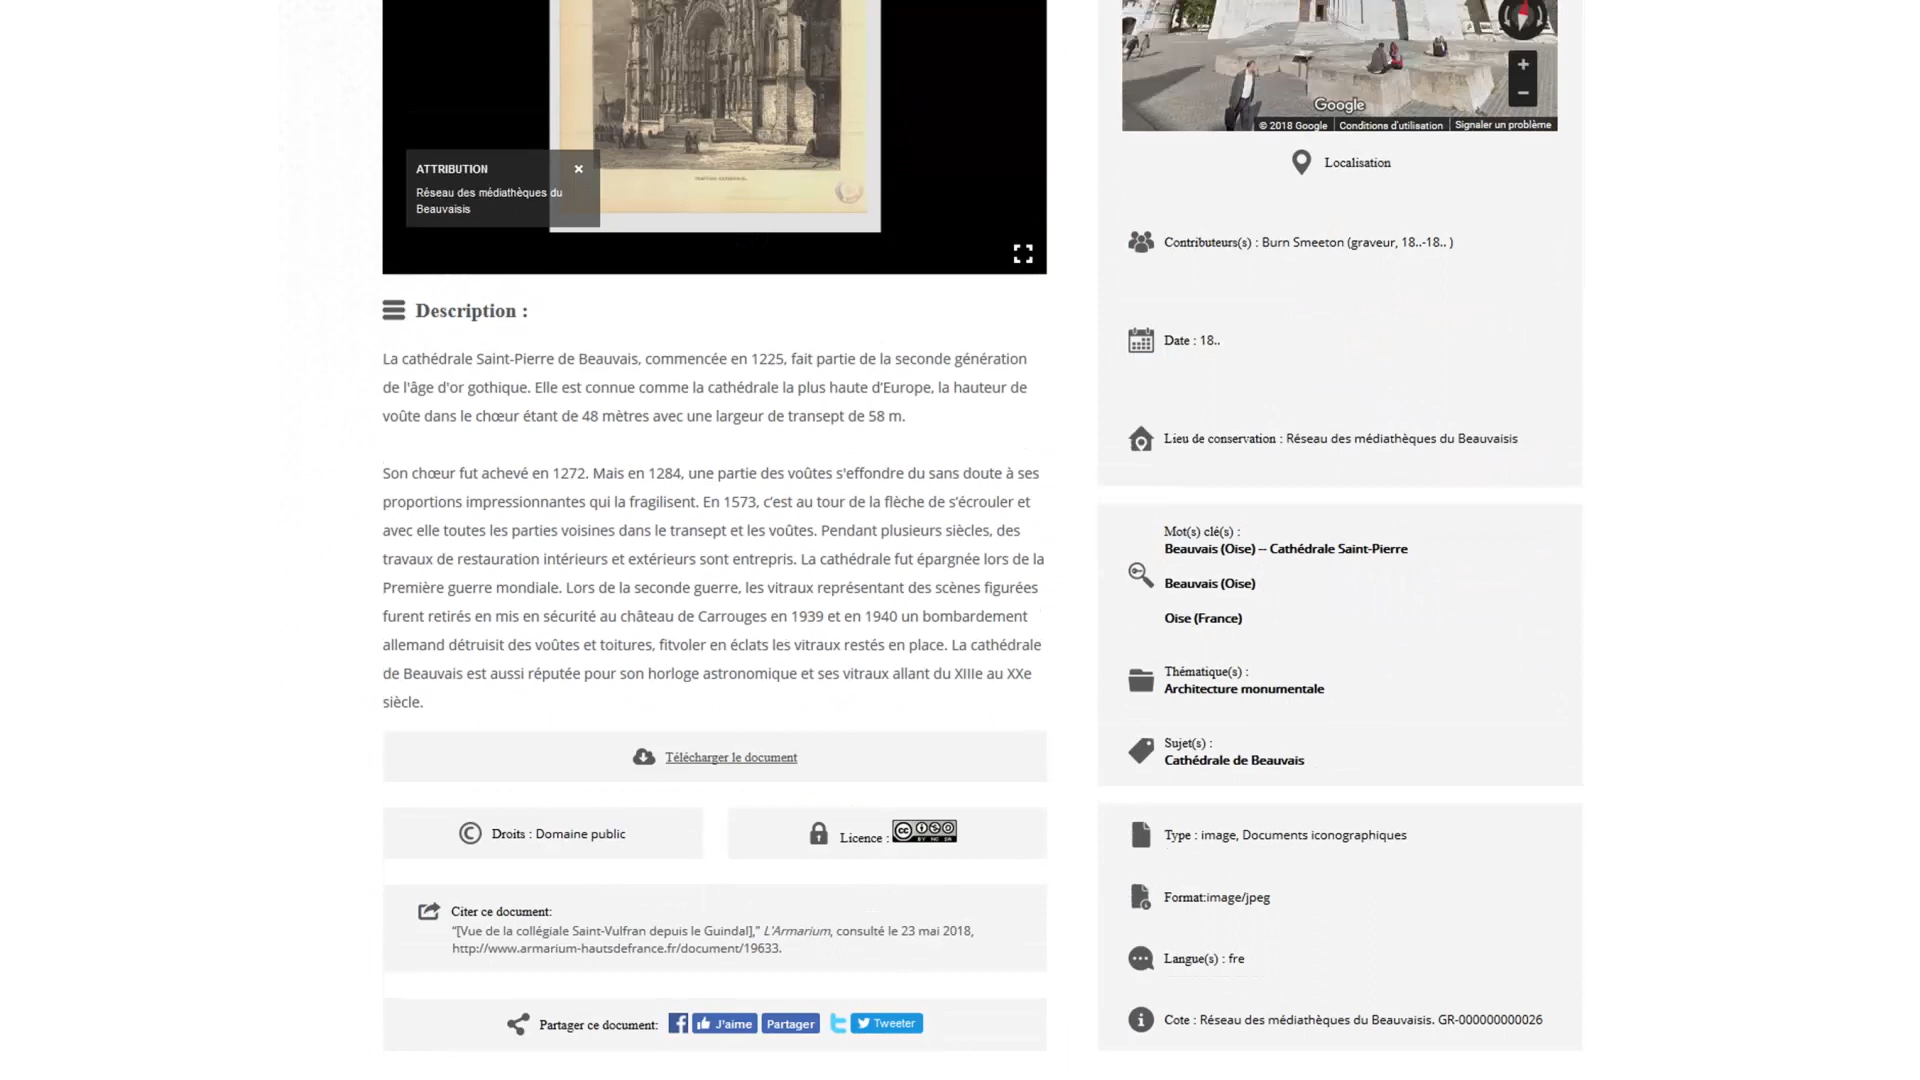 ATTRIBUTION ×
Réseau des médiathèques du
Beauvaisis
Description :
La cathédrale Saint-Pierre de Beauvais, commencée en 1225, fait partie de la seconde génération
de l'âge d'or gothique. Elle est connue comme la cathédrale la plus haute d’Europe, la hauteur de
voûte dans le chœur étant de 48 mètres avec une largeur de transept de 58 m.
Son chœur fut achevé en 1272. Mais en 1284, une partie des voûtes s'effondre du sans doute à ses
proportions impressionnantes qui la fragilisent. En 1573, c’est au tour de la flèche de s’écrouler et
avec elle toutes les parties voisines dans le transept et les voûtes. Pendant plusieurs siècles, des
travaux de restauration intérieurs et extérieurs sont entrepris. La cathédrale fut épargnée lors de la
Première guerre mondiale. Lors de la seconde guerre, les vitraux représentant des scènes figurées
furent retirés en mis en sécurité au château de Carrouges en 1939 et en 1940 un bombardement
allemand détruisit des voûtes et toitures, fitvoler en éclats les vitraux restés en place. La cathédrale
de Beauvais est aussi réputée pour son horloge astronomique et ses vitraux allant du XIIIe au XXe
siècle.
Télécharger le document
Droits : Domaine public
Licence : cc BY NC SA
Citer ce document:
“[Vue de la collégiale Saint-Vulfran depuis le Guindal],” L'Armarium, consulté le 23 mai 2018,
http://www.armarium-hautsdefrance.fr/document/19633.
Partager ce document: J'aime Partager Tweeter
+
−
Google
© 2018 Google Conditions d'utilisation Signaler un problème
Localisation
Contributeurs(s) : Burn Smeeton (graveur, 18..-18.. )
Date : 18..
Lieu de conservation : Réseau des médiathèques du Beauvaisis
Mot(s) clé(s) :
Beauvais (Oise) -- Cathédrale Saint-Pierre
Beauvais (Oise)
Oise (France)
Thématique(s) :
Architecture monumentale
Sujet(s) :
Cathédrale de Beauvais
Type : image, Documents iconographiques
Format:image/jpeg
Langue(s) : fre
Cote : Réseau des médiathèques du Beauvaisis. GR-000000000026